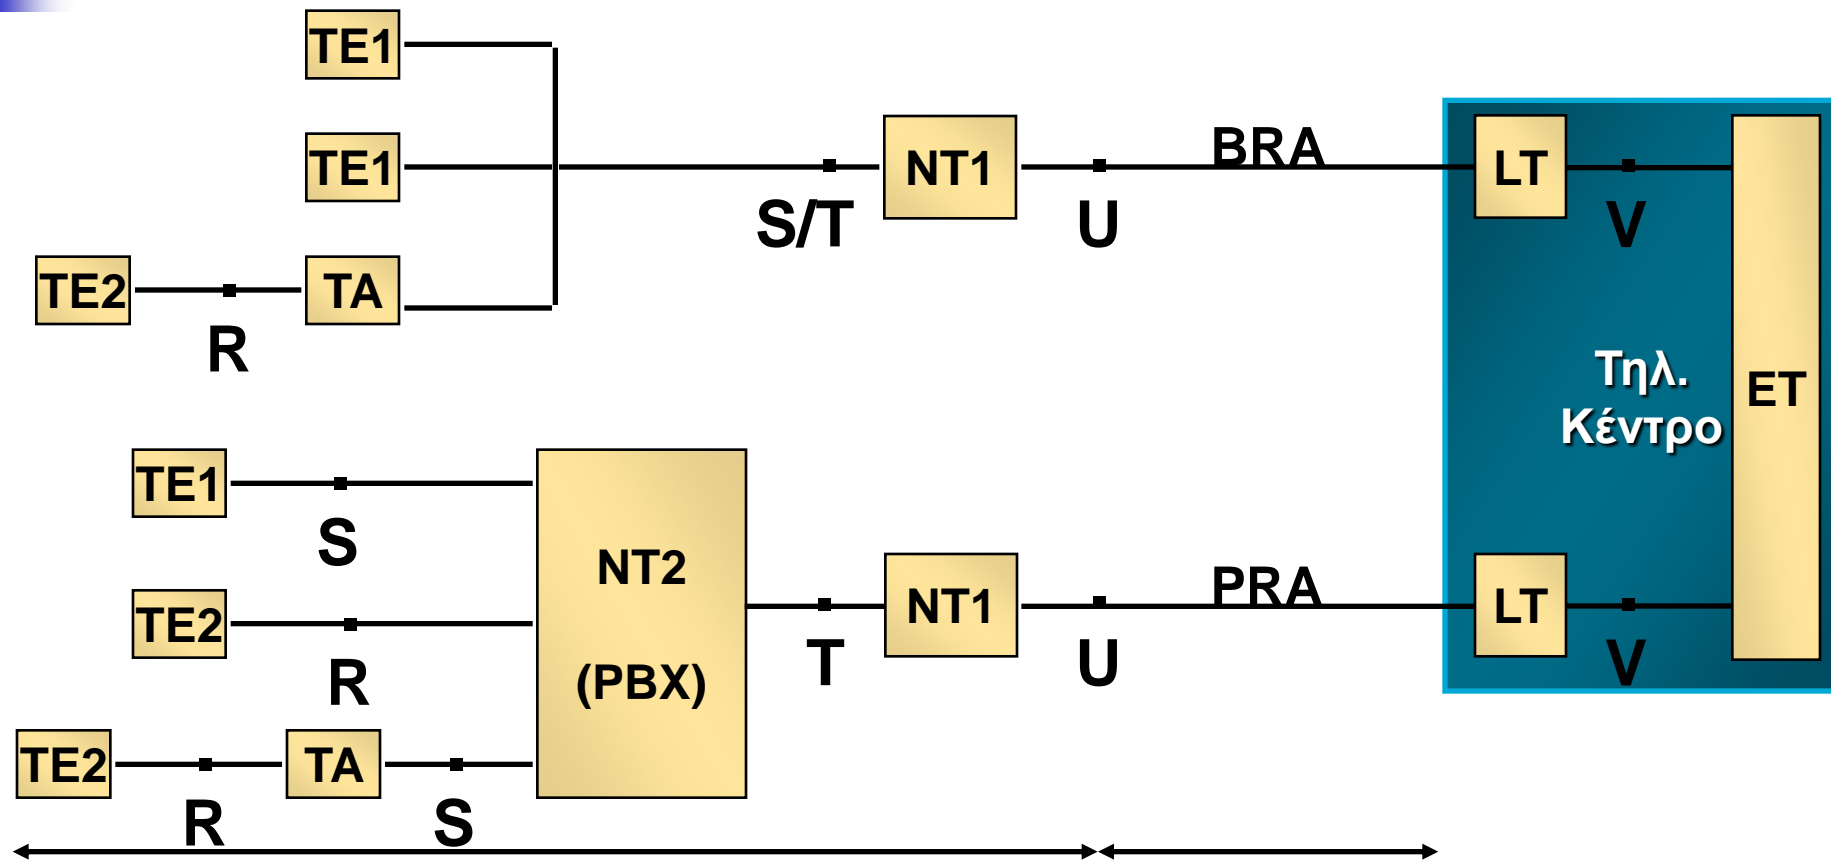 TE1
TE1
NT1
BRA
LT
S/T
U
V
TE2
TA
R
Τηλ.
Κέντρο
ET
TE1
S
NT2
(PBX)
TE2
R
T
NT1
U
PRA
LT
V
TE2
TA
R
S